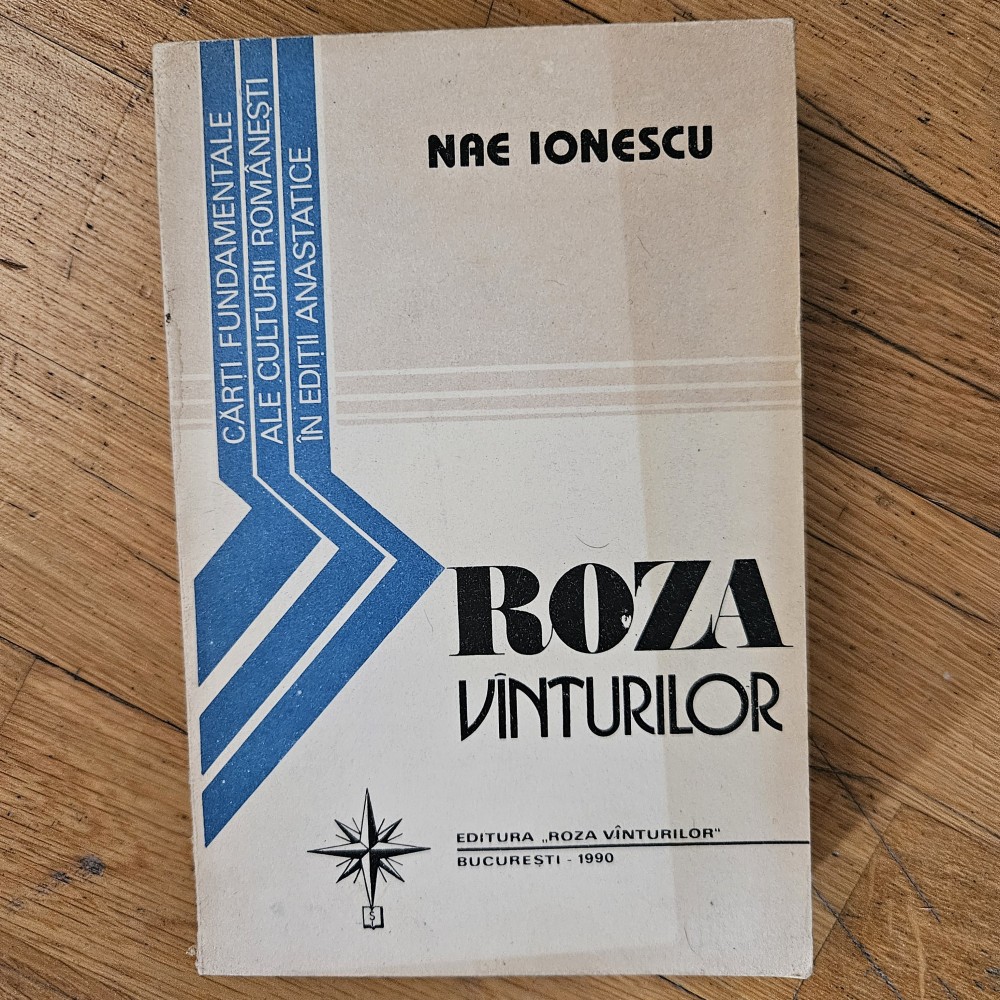 CĂRȚI FUNDAMENTALE
ALE CULTURII ROMÂNEȘTI
ÎN EDIȚII ANASTATICE
NAE IONESCU
ROZA
VÎNTURILOR
EDITURA „ROZA VÎNTURILOR"
BUCUREȘTI - 1990
Ș